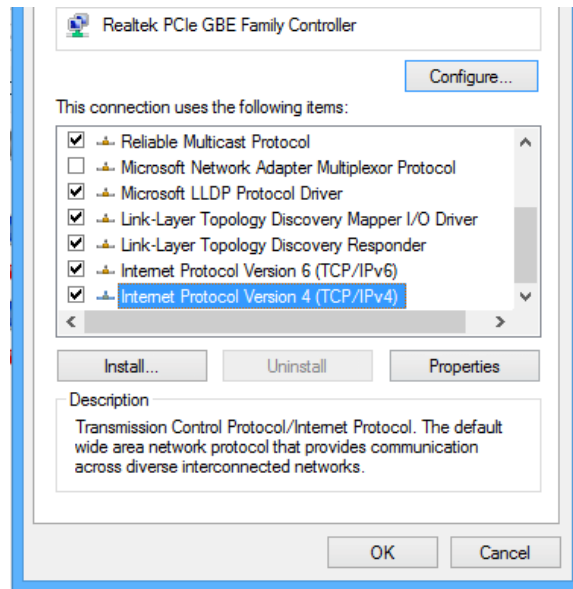 Realtek PCIe GBE Family Controller
Configure...
This connection uses the following items:
Reliable Multicast Protocol
Microsoft Network Adapter Multiplexor Protocol
Microsoft LLDP Protocol Driver
Link-Layer Topology Discovery Mapper I/O Driver
Link-Layer Topology Discovery Responder
Internet Protocol Version 6 (TCP/IPv6)
Internet Protocol Version 4 (TCP/IPv4)
Install... Uninstall Properties
Description
Transmission Control Protocol/Internet Protocol. The default
wide area network protocol that provides communication
across diverse interconnected networks.
OK Cancel